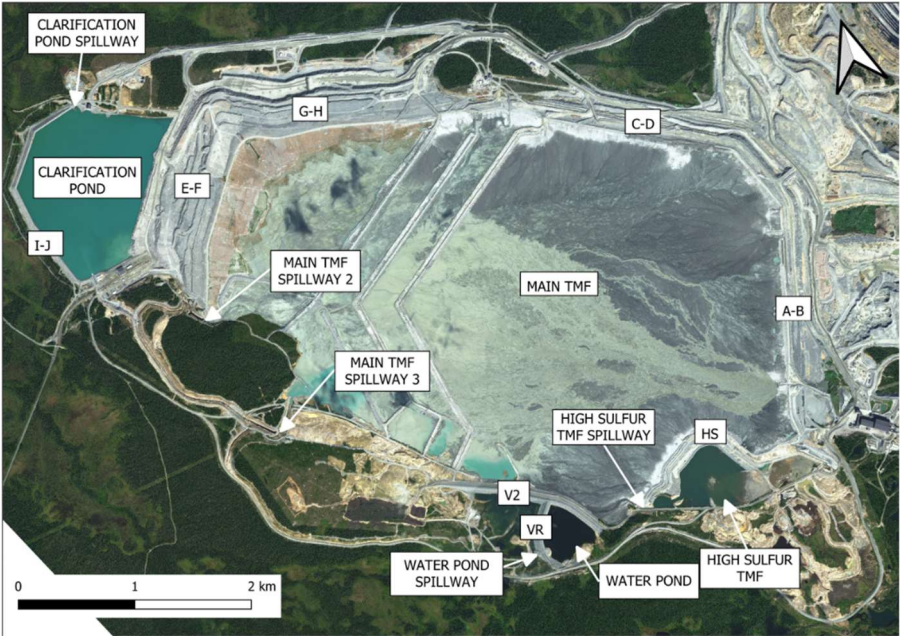 CLARIFICATION
POND SPILLWAY
G-H
C-D
CLARIFICATION
POND
E-F
I-J
MAIN TMF
SPILLWAY 2
MAIN TMF
A-B
MAIN TMF
SPILLWAY 3
HIGH SULFUR
TMF SPILLWAY
HS
V2
VR
WATER POND
SPILLWAY
WATER POND
HIGH SULFUR
TMF
0 1 2 km